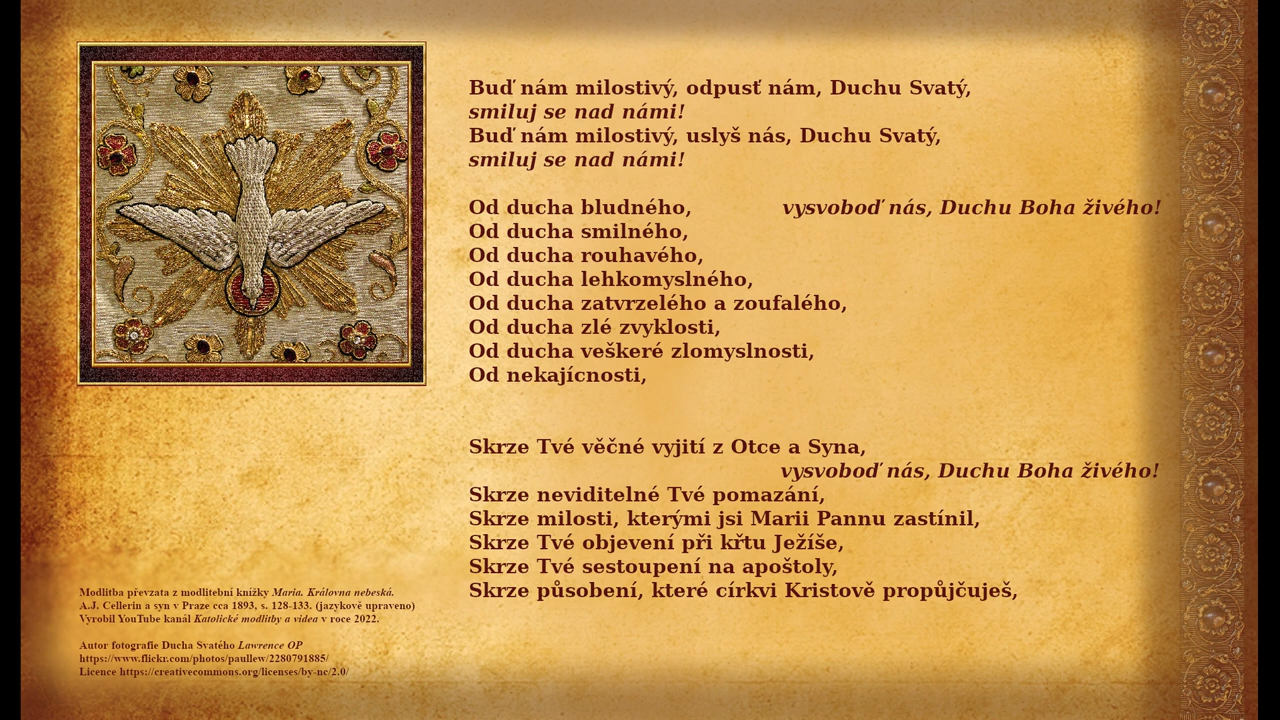 Buď nám milostivý, odpusť nám, Duchu Svatý,
smiluj se nad námi!
Buď nám milostivý, uslyš nás, Duchu Svatý,
smiluj se nad námi!
Od ducha bludného, vysvoboď nás, Duchu Boha živého!
Od ducha smilného,
Od ducha rouhavého,
Od ducha lehkomyslného,
Od ducha zatvrzelého a zoufalého,
Od ducha zlé zvyklosti,
Od ducha veškeré zlomyslnosti,
Od nekajícnosti,
Skrze Tvé věčné vyjití z Otce a Syna,
vysvoboď nás, Duchu Boha živého!
Skrze neviditelné Tvé pomazání,
Skrze milosti, kterými jsi Marii Pannu zastínil,
Skrze Tvé objevení při křtu Ježíše,
Skrze Tvé sestoupení na apoštoly,
Skrze působení, které církvi Kristově propůjčuješ,
Modlitba převzata z modlitební knížky Maria. Královna nebeská.
A.J. Cellerin a syn v Praze cca 1893, s. 128-133. (jazykově upraveno)
Vyrobil YouTube kanál Katolické modlitby a videa v roce 2022.
Autor fotografie Ducha Svatého Lawrence OP
https://www.flickr.com/photos/paullew/2280791885/
Licence https://creativecommons.org/licenses/by-nc/2.0/